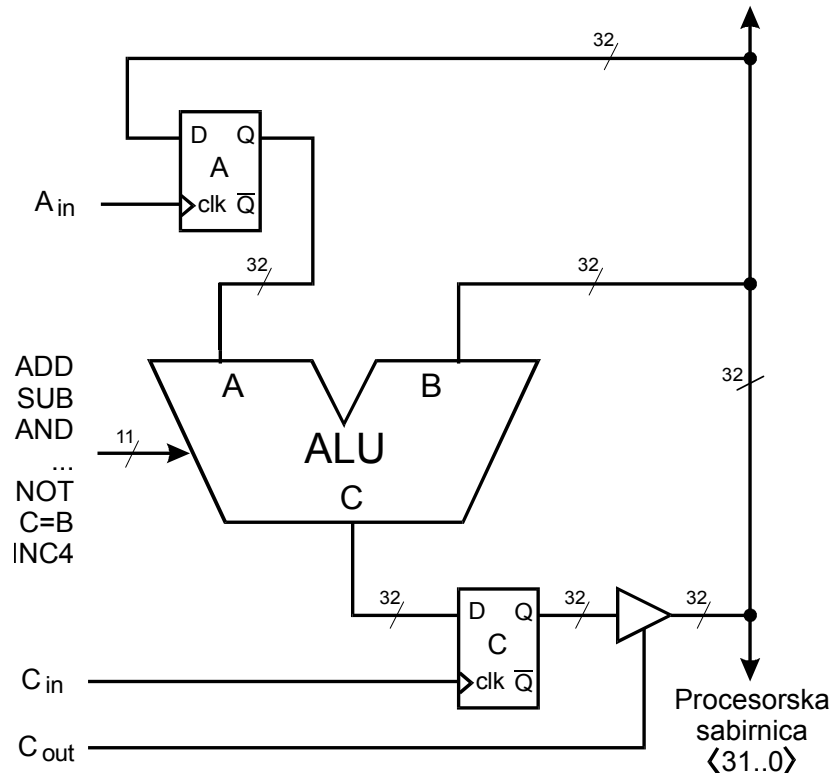 32
D Q
A
clk Q̅
A in
32
32
32
ADD
SUB
AND
...
NOT
C=B
INC4
11
A
B
ALU
C
32
D Q
C
clk Q̅
32
32
C in
C out
Procesorska
sabirnica
⟨31..0⟩